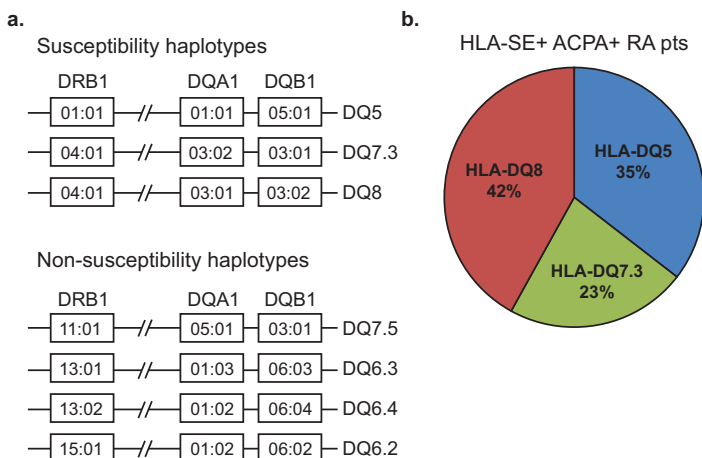 a.
Susceptibility haplotypes
DRB1 DQA1 DQB1
01:01 01:01 05:01 DQ5
04:01 03:02 03:01 DQ7.3
04:01 03:01 03:02 DQ8
Non-susceptibility haplotypes
DRB1 DQA1 DQB1
11:01 05:01 03:01 DQ7.5
13:01 01:03 06:03 DQ6.3
13:02 01:02 06:04 DQ6.4
15:01 01:02 06:02 DQ6.2
b.
HLA-SE+ ACPA+ RA pts
HLA-DQ5
35%
HLA-DQ8
42%
HLA-DQ7.3
23%